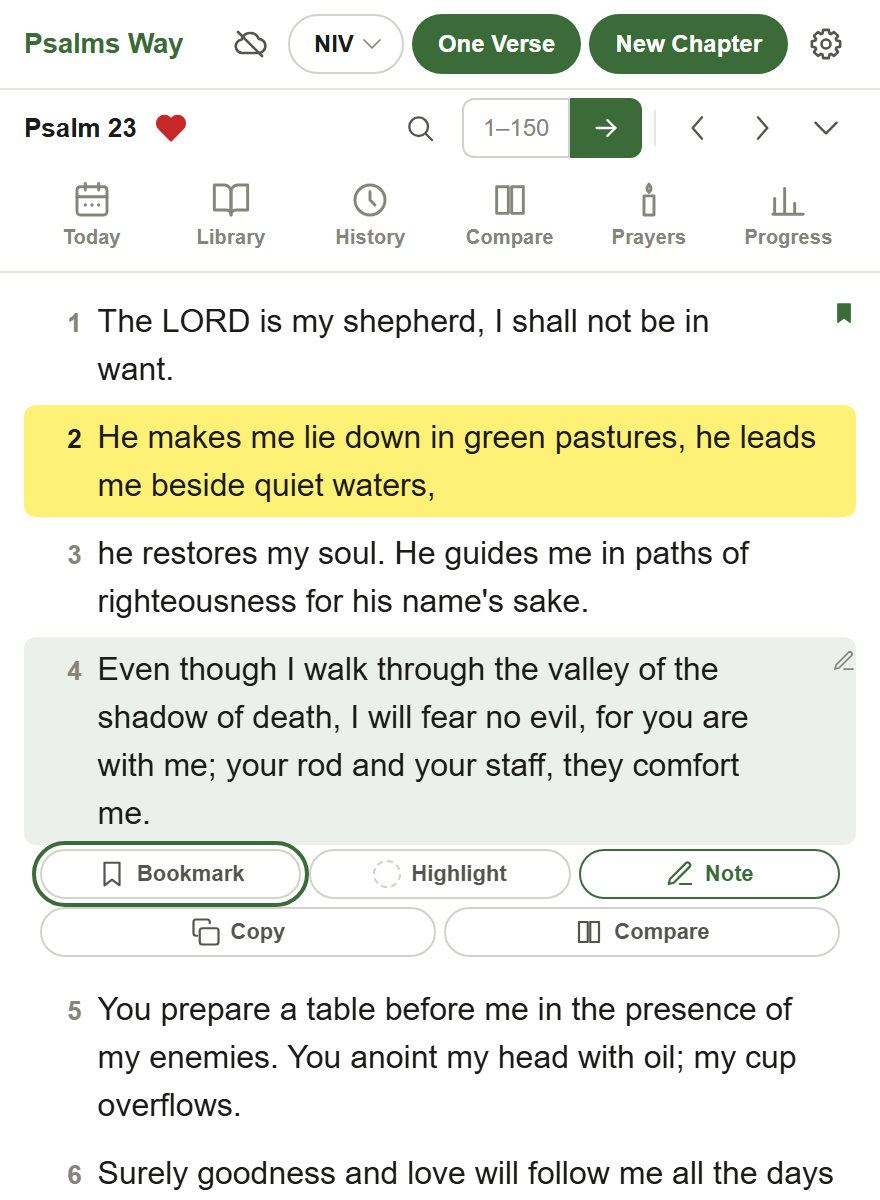 Psalms Way
NIV
One Verse
New Chapter
Psalm 23
1–150
Today
Library
History
Compare
Prayers
Progress
1 The LORD is my shepherd, I shall not be in
want.
2 He makes me lie down in green pastures, he leads
me beside quiet waters,
3 he restores my soul. He guides me in paths of
righteousness for his name's sake.
4 Even though I walk through the valley of the
shadow of death, I will fear no evil, for you are
with me; your rod and your staff, they comfort
me.
Bookmark
Highlight
Note
Copy
Compare
5 You prepare a table before me in the presence of
my enemies. You anoint my head with oil; my cup
overflows.
6 Surely goodness and love will follow me all the days